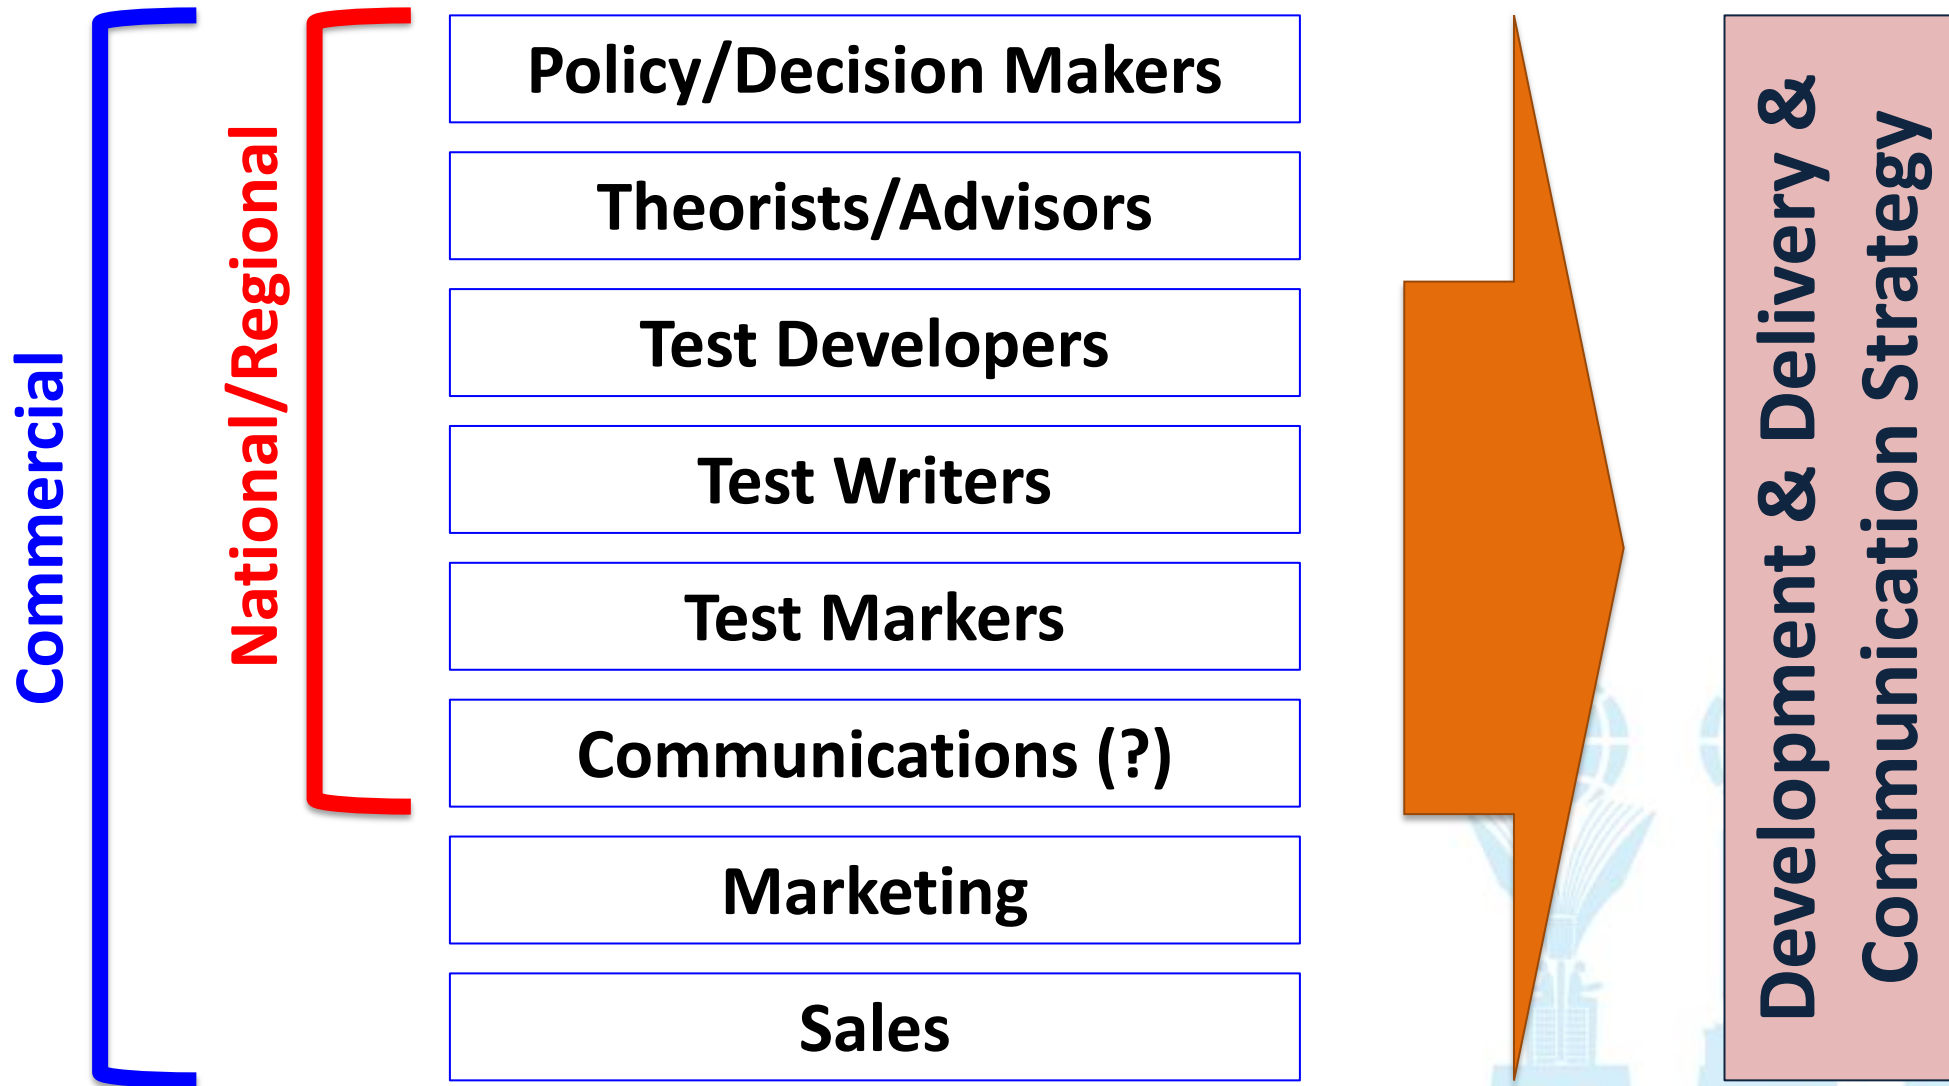 Commercial
National/Regional
Policy/Decision Makers
Theorists/Advisors
Test Developers
Test Writers
Test Markers
Communications (?)
Marketing
Sales
Development & Delivery &
Communication Strategy